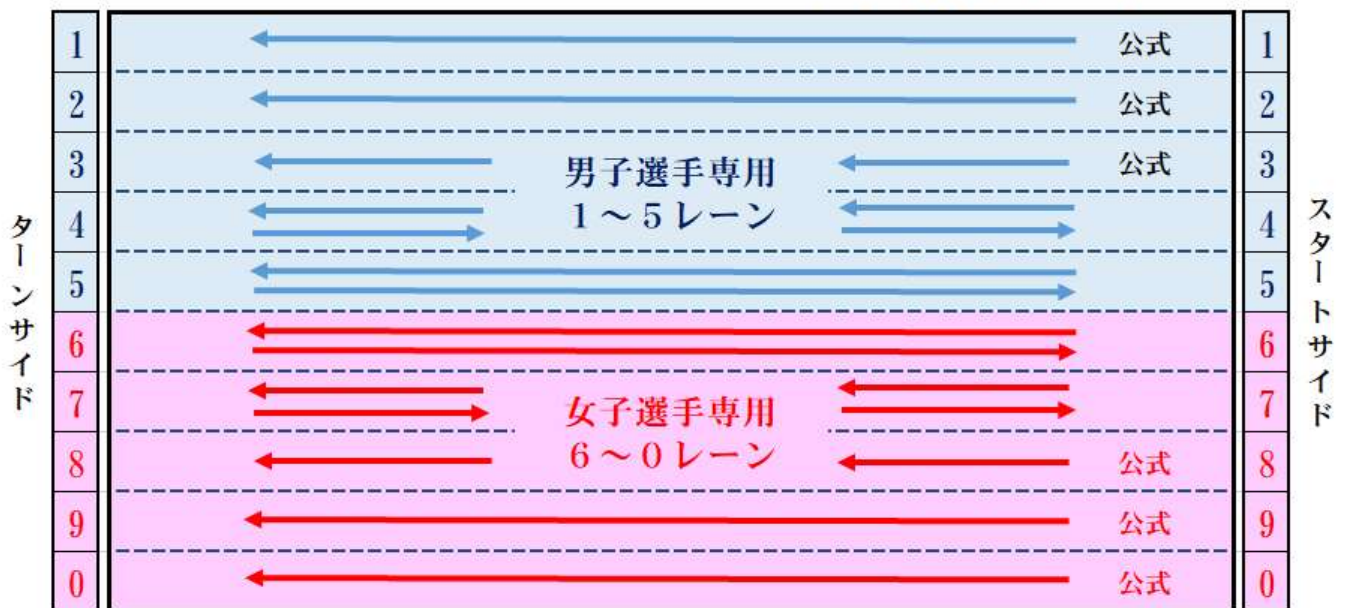 1 公式 1
2 公式 2
3 公式 3
男子選手専用
4 1～5レーン 4
5 5
6 6
7 7
女子選手専用
8 6～0レーン 公式 8
9 公式 9
0 公式 0
ターンサイド
スタートサイド